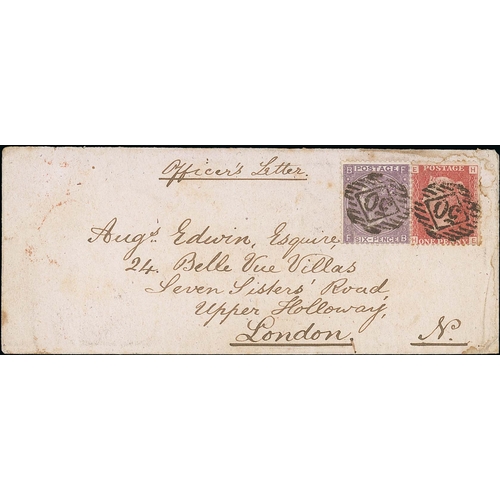 Officer's Letter.
B POSTAGE F
SIX-PENCE
F B
E POSTAGE H
H ONE PENNY E
Augs. Edwin, Esquire,
24. Belle Vue Villas
Seven Sisters' Road
Upper Holloway,
London. N.